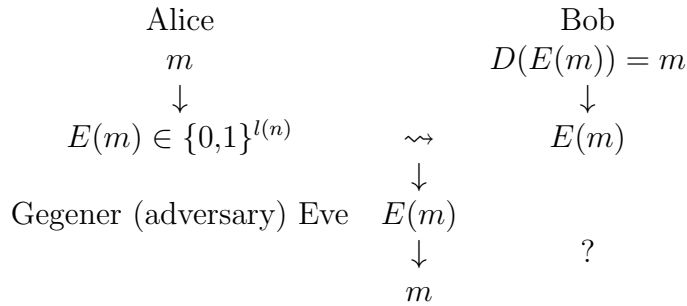 Alice Bob
m D(E(m)) = m
↓ ↓
E(m) ∈ {0,1}^{l(n)} ⇝ E(m)
↓
Gegener (adversary) Eve E(m)
↓ ?
m